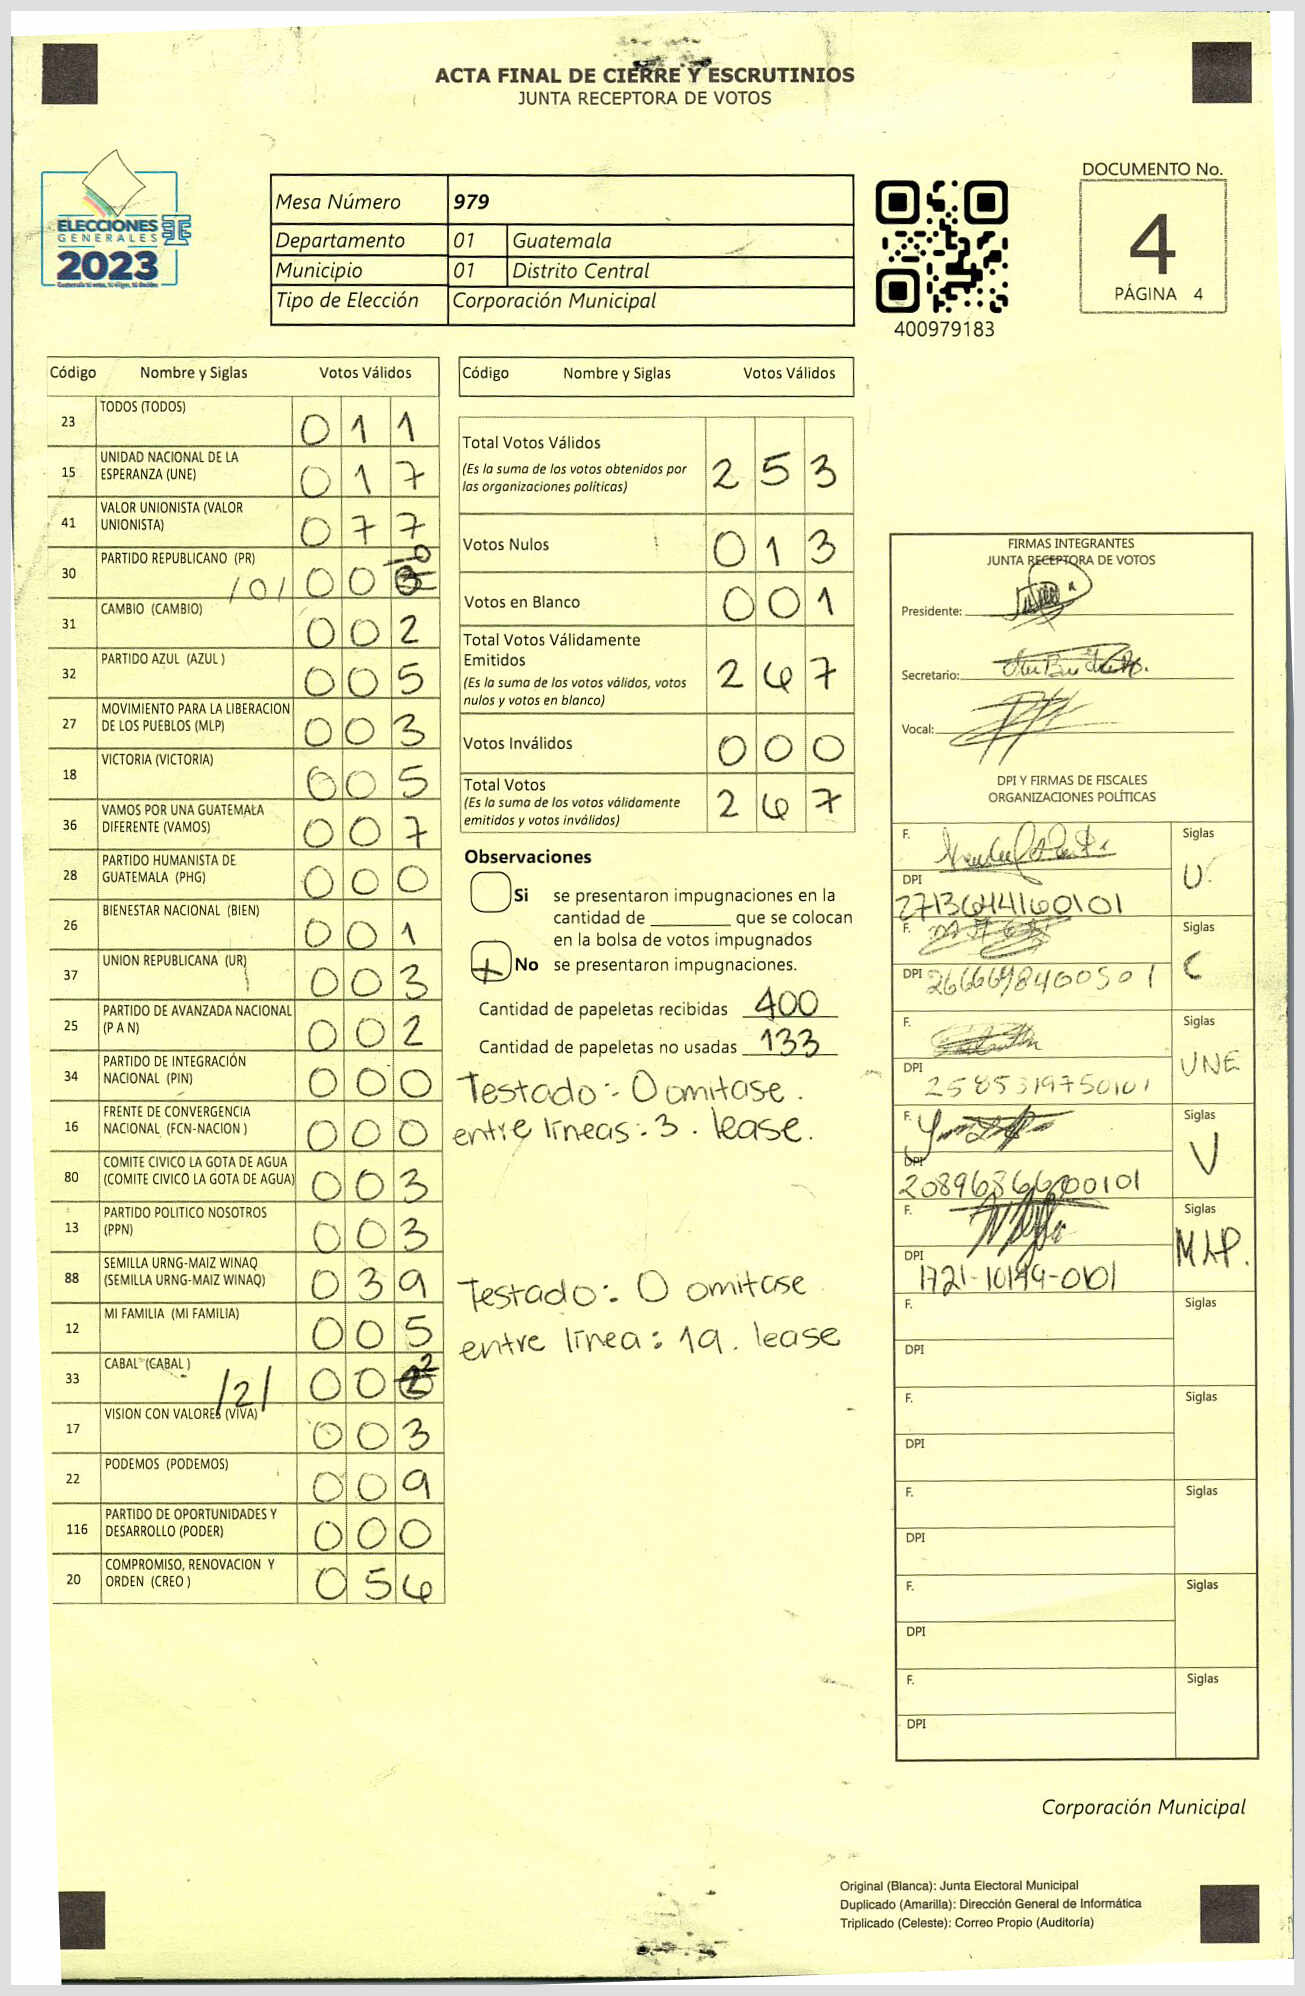 ACTA FINAL DE CIERRE Y ESCRUTINIOS
JUNTA RECEPTORA DE VOTOS
ELECCIONES
GENERALES
2023
Mesa Número 979
Departamento 01 Guatemala
Municipio 01 Distrito Central
Tipo de Elección Corporación Municipal
400979183
DOCUMENTO No.
4
PÁGINA 4
Código Nombre y Siglas Votos Válidos
23 TODOS (TODOS) 0 1 1
15 UNIDAD NACIONAL DE LA ESPERANZA (UNE) 0 1 7
41 VALOR UNIONISTA (VALOR UNIONISTA) 0 7 7
30 PARTIDO REPUBLICANO (PR) /0/ 0 0
31 CAMBIO (CAMBIO) 0 0 2
32 PARTIDO AZUL (AZUL ) 0 0 5
27 MOVIMIENTO PARA LA LIBERACION DE LOS PUEBLOS (MLP) 0 0 3
18 VICTORIA (VICTORIA) 0 0 5
36 VAMOS POR UNA GUATEMALA DIFERENTE (VAMOS) 0 0 7
28 PARTIDO HUMANISTA DE GUATEMALA (PHG) 0 0 0
26 BIENESTAR NACIONAL (BIEN) 0 0 1
37 UNION REPUBLICANA (UR) 0 0 3
25 PARTIDO DE AVANZADA NACIONAL (P A N) 0 0 2
34 PARTIDO DE INTEGRACIÓN NACIONAL (PIN) 0 0 0
16 FRENTE DE CONVERGENCIA NACIONAL (FCN-NACION ) 0 0 0
80 COMITE CIVICO LA GOTA DE AGUA (COMITE CIVICO LA GOTA DE AGUA) 0 0 3
13 PARTIDO POLITICO NOSOTROS (PPN) 0 0 3
88 SEMILLA URNG-MAIZ WINAQ (SEMILLA URNG-MAIZ WINAQ) 0 3 9
12 MI FAMILIA (MI FAMILIA) 0 0 5
33 CABAL (CABAL ) /2/ 0 0 2
17 VISION CON VALORES (VIVA) 0 0 3
22 PODEMOS (PODEMOS) 0 0 9
116 PARTIDO DE OPORTUNIDADES Y DESARROLLO (PODER) 0 0 0
20 COMPROMISO, RENOVACION Y ORDEN (CREO ) 0 5 6
Código Nombre y Siglas Votos Válidos
Total Votos Válidos 2 5 3
(Es la suma de los votos obtenidos por
las organizaciones políticas)
Votos Nulos 0 1 3
Votos en Blanco 0 0 1
Total Votos Válidamente
Emitidos 2 6 7
(Es la suma de los votos válidos, votos
nulos y votos en blanco)
Votos Inválidos 0 0 0
Total Votos 2 6 7
(Es la suma de los votos válidamente
emitidos y votos inválidos)
Observaciones
Si se presentaron impugnaciones en la
cantidad de ________ que se colocan
en la bolsa de votos impugnados
No se presentaron impugnaciones.
Cantidad de papeletas recibidas 400
Cantidad de papeletas no usadas 133
Testado: 0 omitase.
entre líneas: 3. lease.
Testado: 0 omitase
entre línea: 19. lease
FIRMAS INTEGRANTES
JUNTA RECEPTORA DE VOTOS
Presidente:
Secretario:
Vocal:
DPI Y FIRMAS DE FISCALES
ORGANIZACIONES POLÍTICAS
F. Siglas U.
DPI 2713644160101
F. Siglas C
DPI 2666698400501
F. Siglas UNE
DPI 2585319750101
F. Siglas V
DPI
F. Siglas MLP.
DPI 1721-10199-0101
F. Siglas
DPI
F. Siglas
DPI
F. Siglas
DPI
F. Siglas
DPI
F. Siglas
DPI
Corporación Municipal
Original (Blanca): Junta Electoral Municipal
Duplicado (Amarilla): Dirección General de Informática
Triplicado (Celeste): Correo Propio (Auditoría)